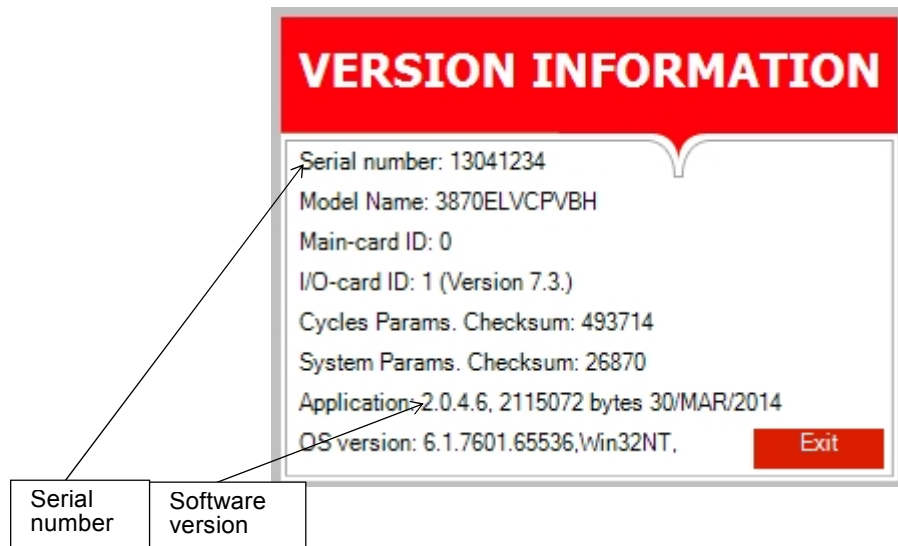 VERSION INFORMATION
Serial number: 13041234
Model Name: 3870ELVCPVBH
Main-card ID: 0
I/O-card ID: 1 (Version 7.3.)
Cycles Params. Checksum: 493714
System Params. Checksum: 26870
Application: 2.0.4.6, 2115072 bytes 30/MAR/2014
OS version: 6.1.7601.65536,Win32NT,
Exit
Serial
number
Software
version